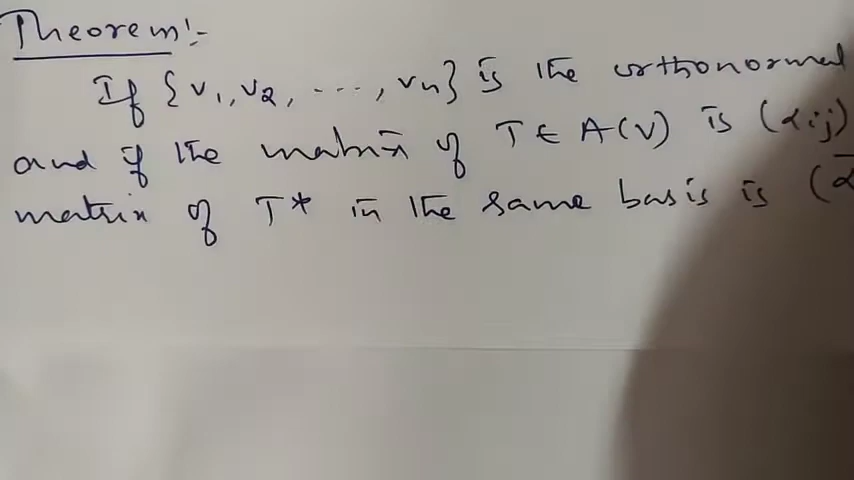 Theorem:-
If {v1, v2, ..., vn} is the orthonormal
and if the matrix of T ∈ A(V) is (αij)
matrix of T* in the same basis is (ᾱ